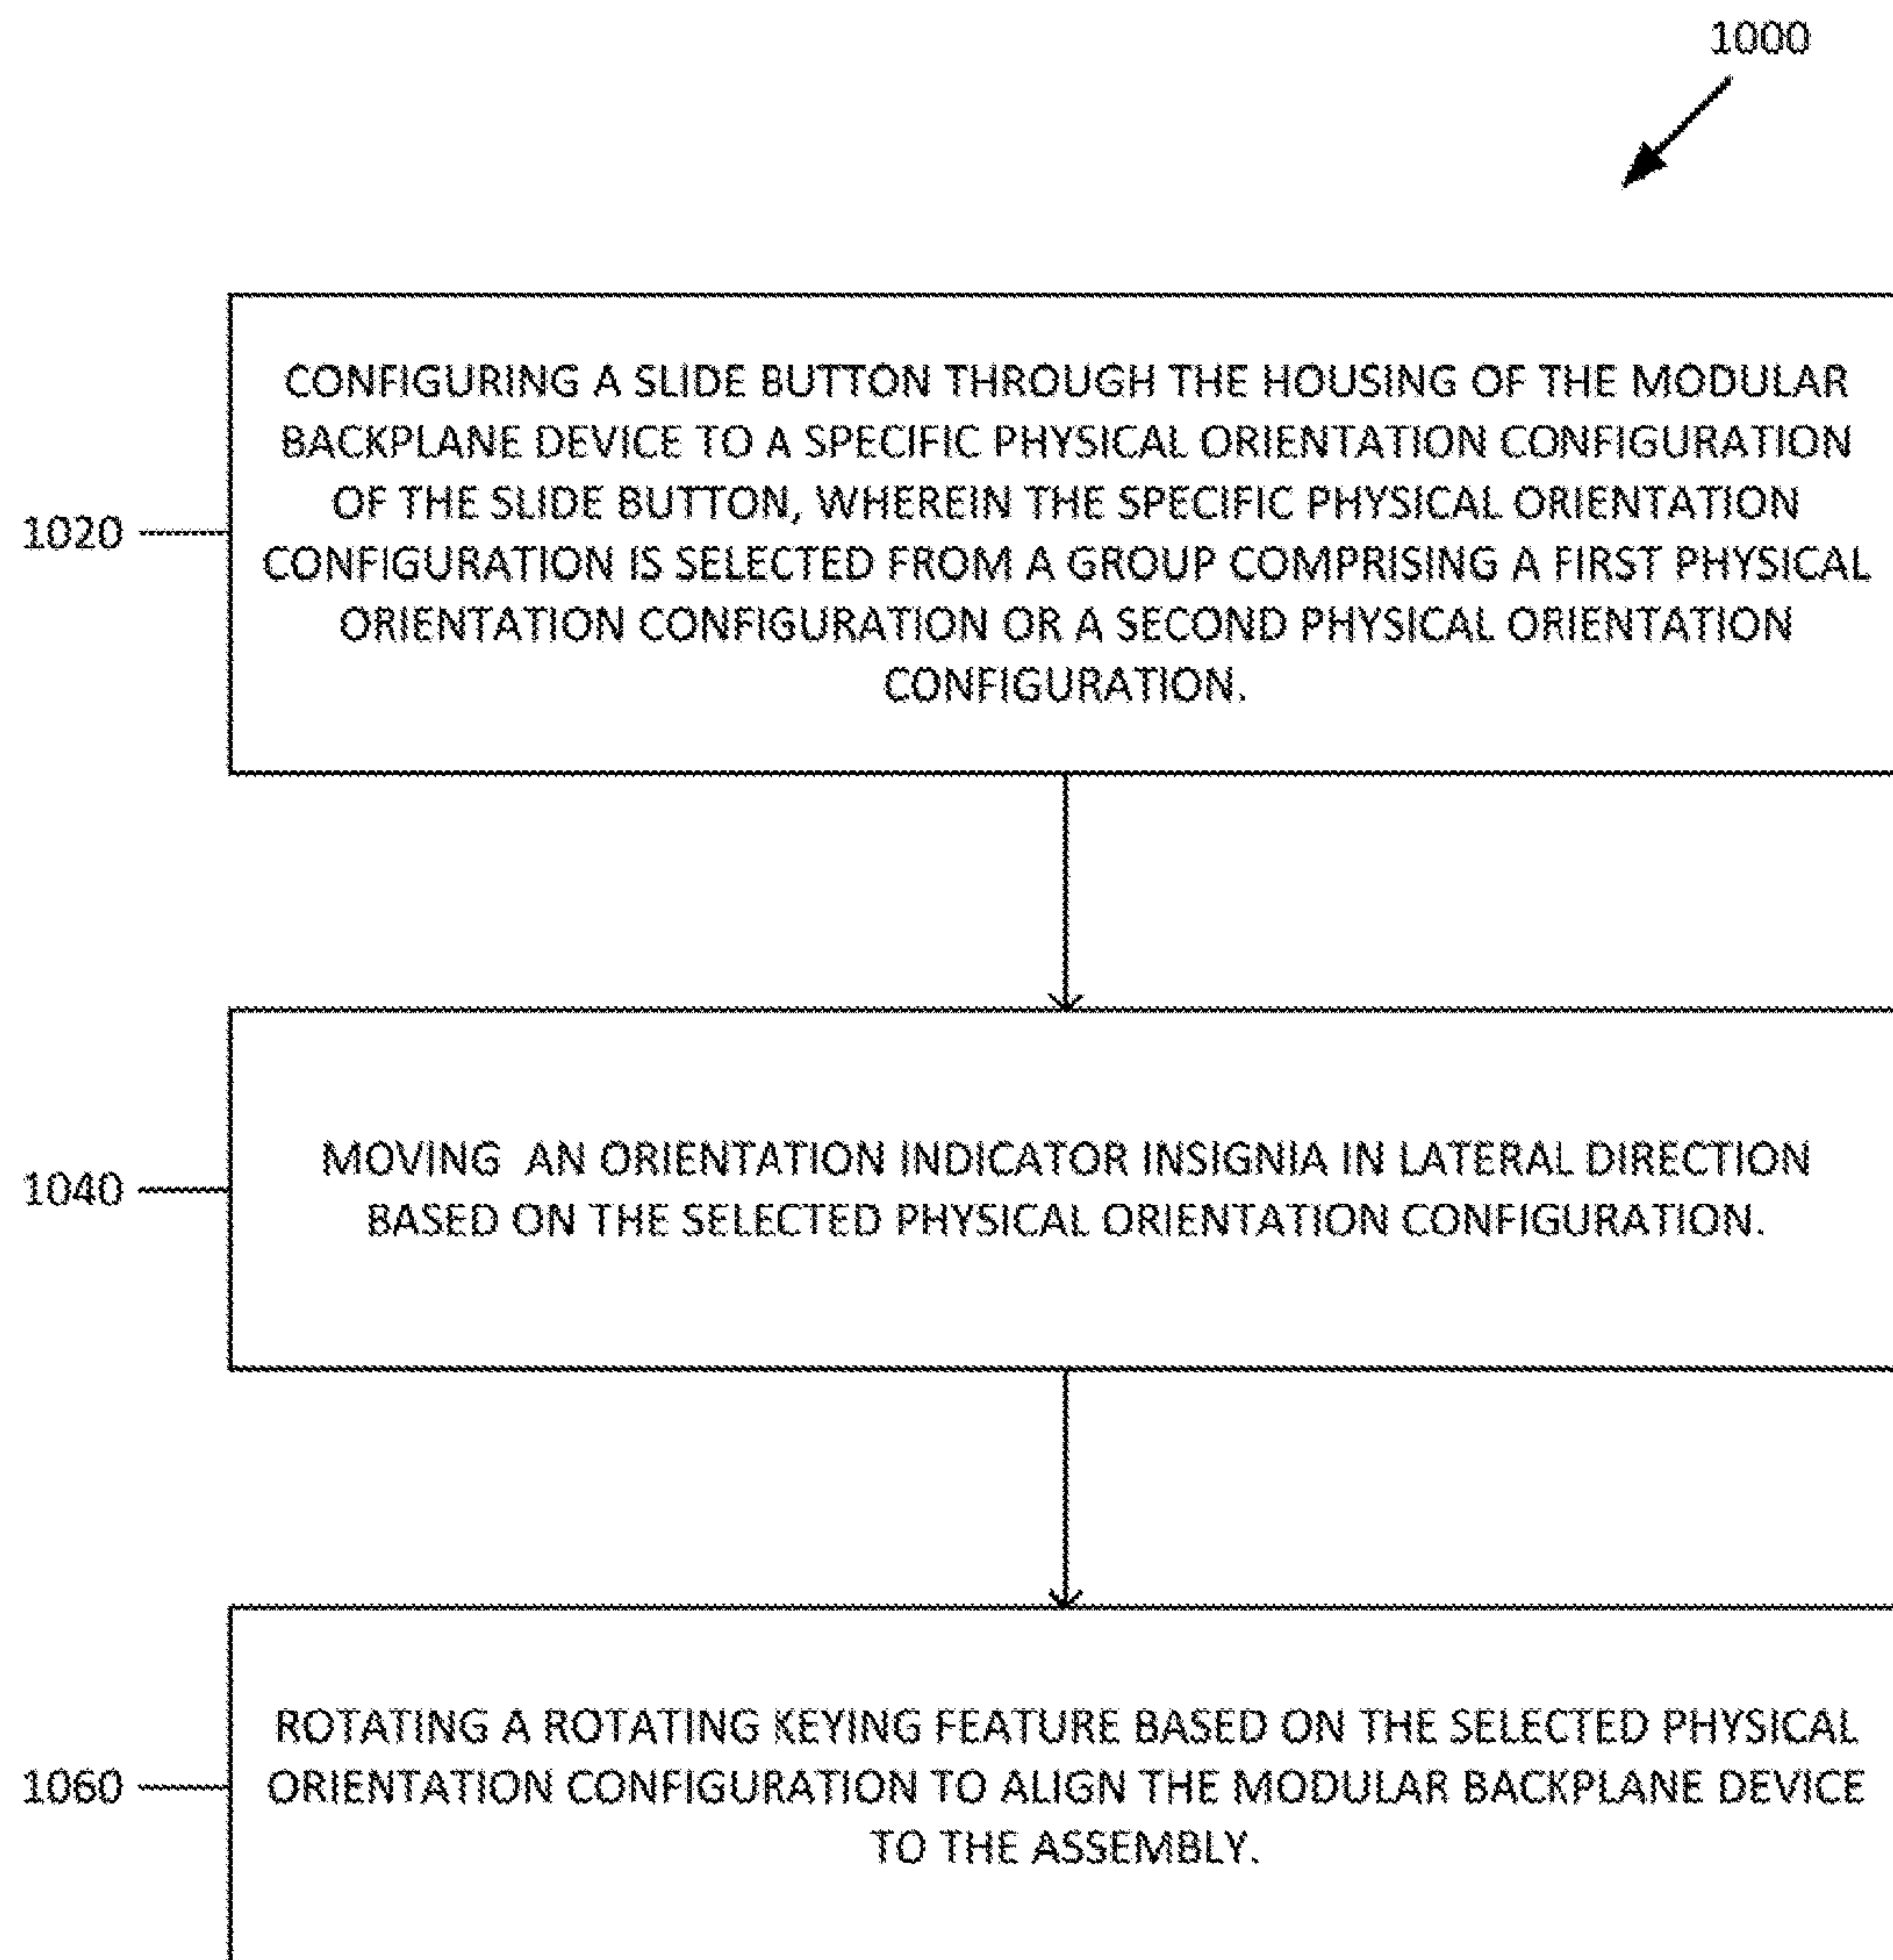 1000
CONFIGURING A SLIDE BUTTON THROUGH THE HOUSING OF THE MODULAR
BACKPLANE DEVICE TO A SPECIFIC PHYSICAL ORIENTATION CONFIGURATION
OF THE SLIDE BUTTON, WHEREIN THE SPECIFIC PHYSICAL ORIENTATION
1020
CONFIGURATION IS SELECTED FROM A GROUP COMPRISING A FIRST PHYSICAL
ORIENTATION CONFIGURATION OR A SECOND PHYSICAL ORIENTATION
CONFIGURATION.
MOVING AN ORIENTATION INDICATOR INSIGNIA IN LATERAL DIRECTION
1040
BASED ON THE SELECTED PHYSICAL ORIENTATION CONFIGURATION.
ROTATING A ROTATING KEYING FEATURE BASED ON THE SELECTED PHYSICAL
1060
ORIENTATION CONFIGURATION TO ALIGN THE MODULAR BACKPLANE DEVICE
TO THE ASSEMBLY.